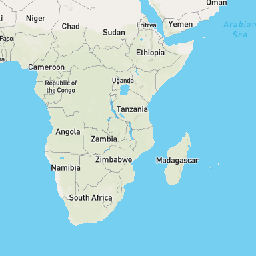 Oman
Niger
Chad
Sudan
Eritrea
Yemen
Arabian
Sea
Faso
Ethiopia
Cameroon
Uganda
Republic of
the Congo
Tanzania
Angola
Zambia
Zimbabwe
Madagascar
Namibia
South Africa